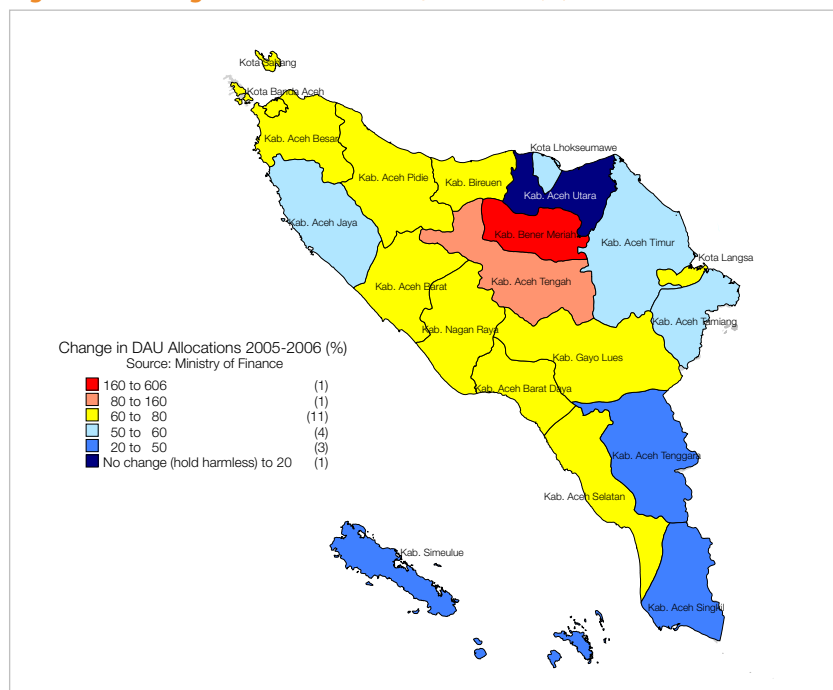 Kota Sabang
Kota Banda Aceh
Kab. Aceh Besar
Kota Lhokseumawe
Kab. Aceh Pidie
Kab. Bireuen
Kab. Aceh Utara
Kab. Aceh Jaya
Kab. Bener Meriah
Kab. Aceh Timur
Kota Langsa
Kab. Aceh Tengah
Kab. Aceh Barat
Kab. Aceh Tamiang
Kab. Nagan Raya
Kab. Gayo Lues
Kab. Aceh Barat Daya
Kab. Aceh Tenggara
Kab. Aceh Selatan
Kab. Simeulue
Kab. Aceh Singkil
Change in DAU Allocations 2005-2006 (%)
Source: Ministry of Finance
160 to 606 (1)
80 to 160 (1)
60 to 80 (11)
50 to 60 (4)
20 to 50 (3)
No change (hold harmless) to 20 (1)